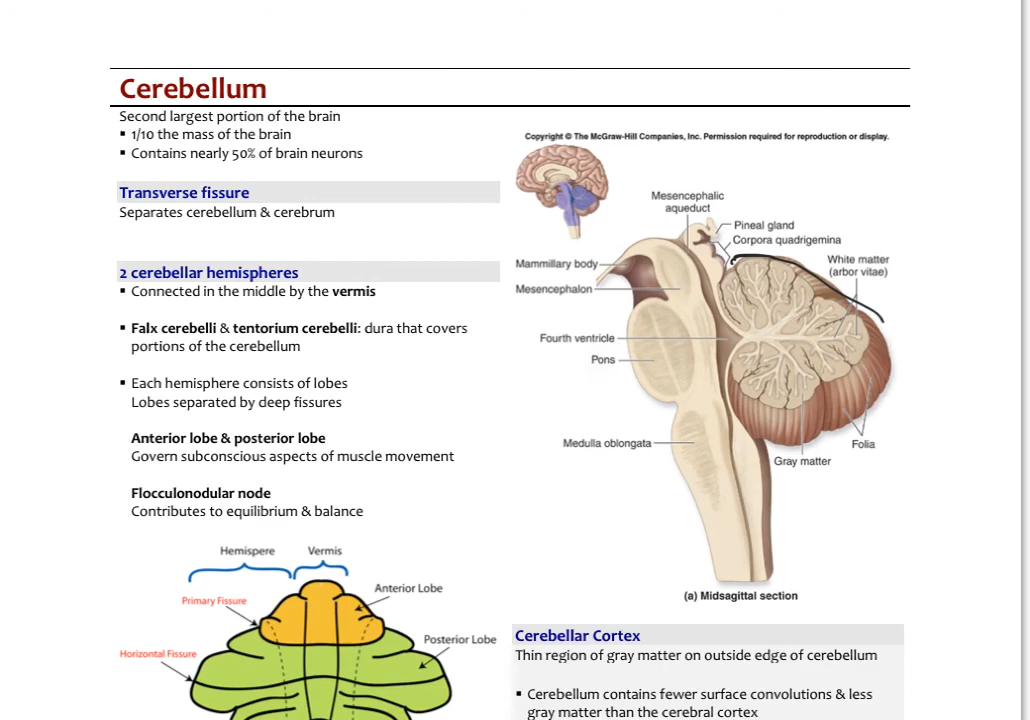 Cerebellum
Second largest portion of the brain
▪ 1/10 the mass of the brain
▪ Contains nearly 50% of brain neurons
Transverse fissure
Separates cerebellum & cerebrum
2 cerebellar hemispheres
▪ Connected in the middle by the vermis
▪ Falx cerebelli & tentorium cerebelli: dura that covers
portions of the cerebellum
▪ Each hemisphere consists of lobes
Lobes separated by deep fissures
Anterior lobe & posterior lobe
Govern subconscious aspects of muscle movement
Flocculonodular node
Contributes to equilibrium & balance
Hemispere
Vermis
Primary Fissure
Anterior Lobe
Posterior Lobe
Horizontal Fissure
Copyright © The McGraw-Hill Companies, Inc. Permission required for reproduction or display.
Mesencephalic
aqueduct
Pineal gland
Corpora quadrigemina
Mammillary body
White matter
(arbor vitae)
Mesencephalon
Fourth ventricle
Pons
Medulla oblongata
Folia
Gray matter
(a) Midsagittal section
Cerebellar Cortex
Thin region of gray matter on outside edge of cerebellum
▪ Cerebellum contains fewer surface convolutions & less
gray matter than the cerebral cortex